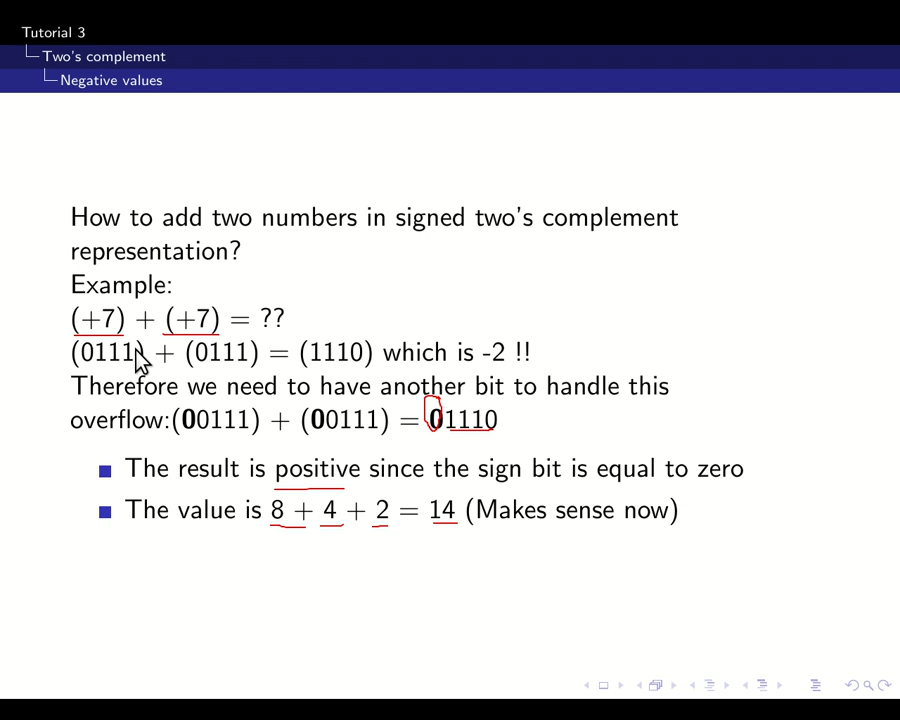 Tutorial 3
Two's complement
Negative values
How to add two numbers in signed two's complement
representation?
Example:
(+7) + (+7) = ??
(0111) + (0111) = (1110) which is -2 !!
Therefore we need to have another bit to handle this
overflow:(00111) + (00111) = 01110
The result is positive since the sign bit is equal to zero
The value is 8 + 4 + 2 = 14 (Makes sense now)